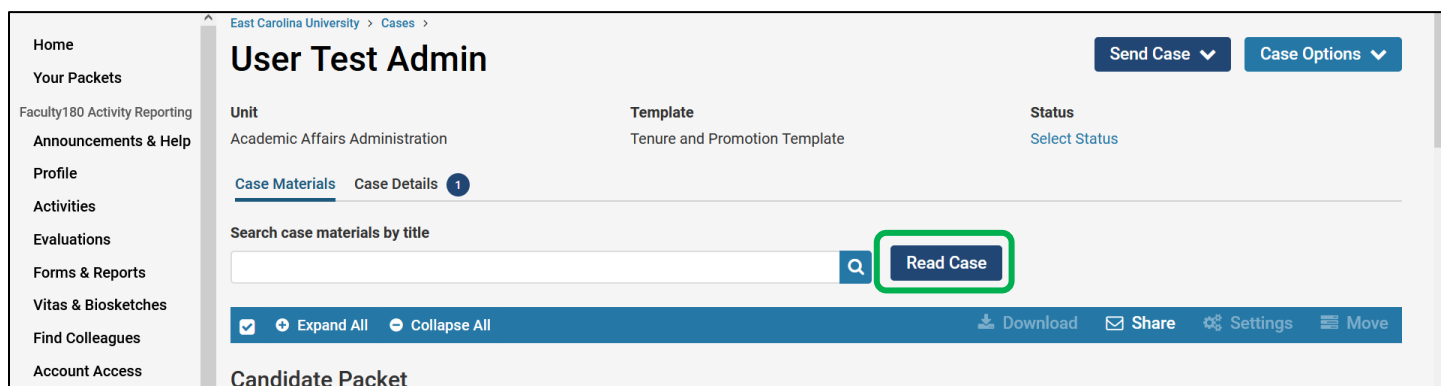 Home
Your Packets
Faculty180 Activity Reporting
Announcements & Help
Profile
Activities
Evaluations
Forms & Reports
Vitas & Biosketches
Find Colleagues
Account Access
East Carolina University > Cases >
User Test Admin
Send Case
Case Options
Unit
Template
Status
Academic Affairs Administration
Tenure and Promotion Template
Select Status
Case Materials
Case Details 1
Search case materials by title
Read Case
Expand All
Collapse All
Download
Share
Settings
Move
Candidate Packet